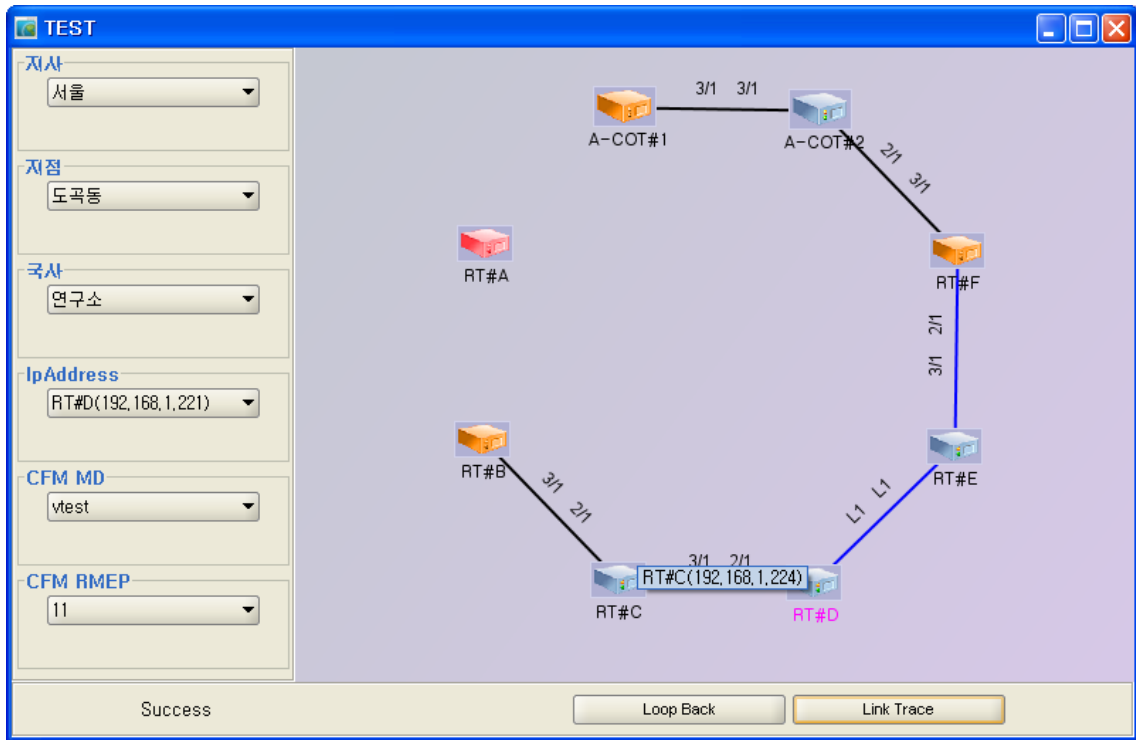 TEST
지사
서울
지점
도곡동
국사
연구소
IpAddress
RT#D(192,168,1,221)
CFM MD
vtest
CFM RMEP
11
3/1 3/1
A-COT#1
A-COT#2
2/1 3/1
RT#A
RT#F
2/1
3/1
RT#B
RT#E
3/1 2/1
L1 L1
3/1 2/1
RT#C(192,168,1,224)
RT#C
RT#D
Success
Loop Back
Link Trace